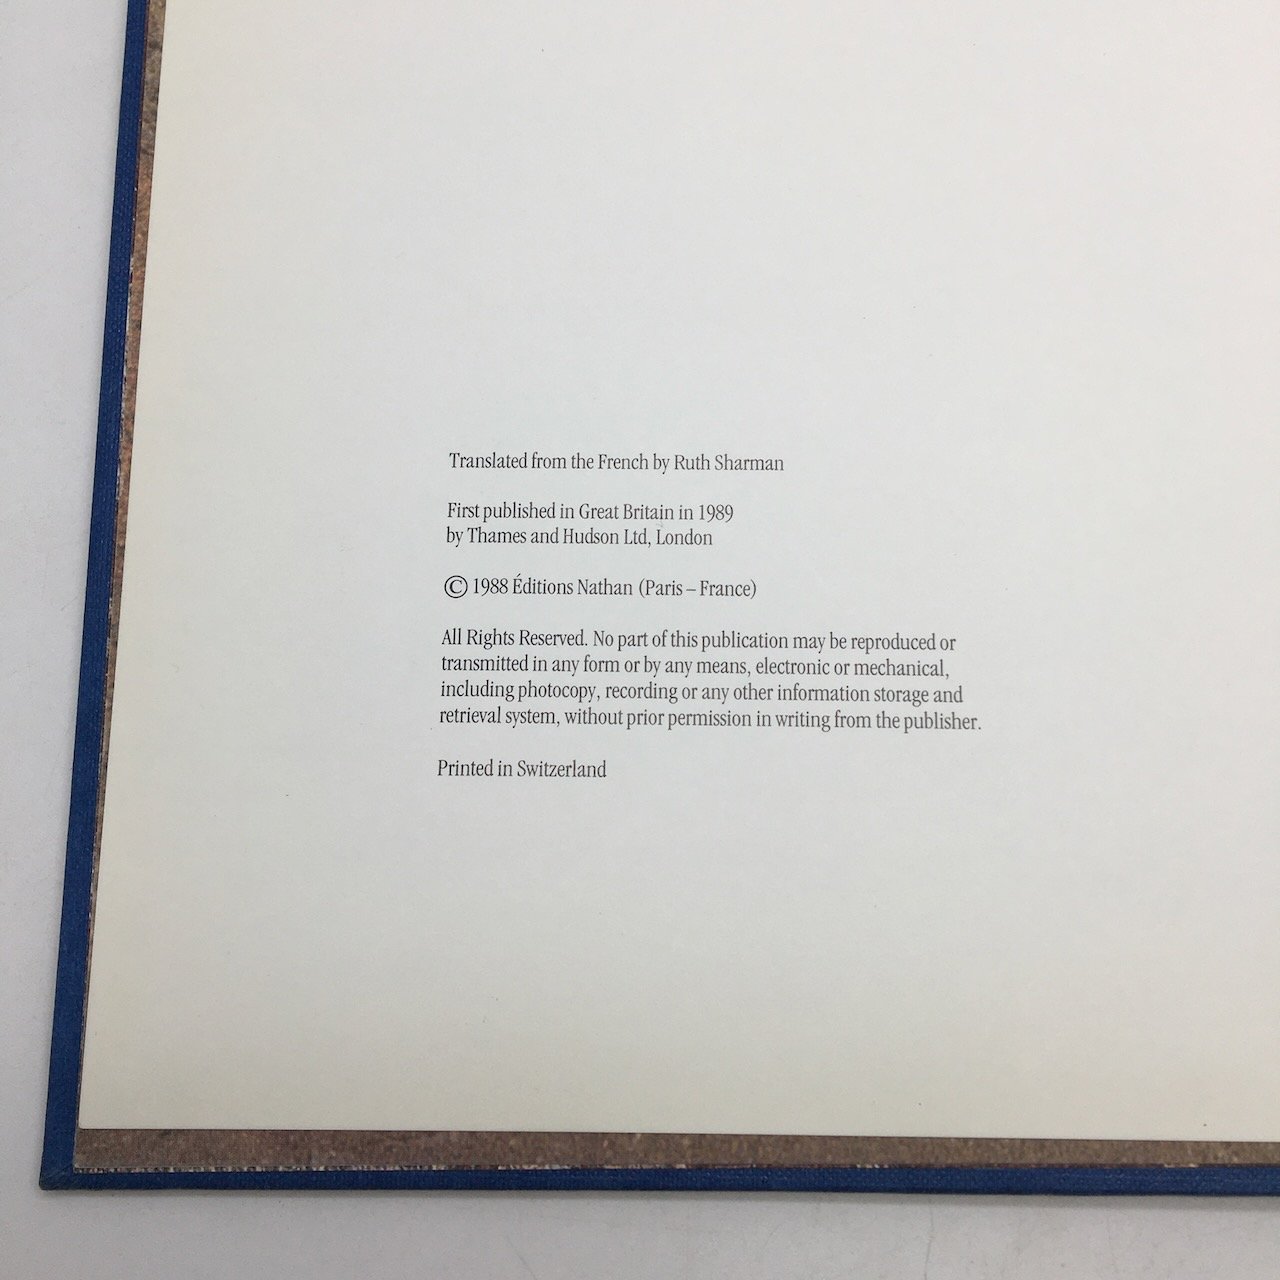 Translated from the French by Ruth Sharman
First published in Great Britain in 1989
by Thames and Hudson Ltd, London
© 1988 Éditions Nathan (Paris – France)
All Rights Reserved. No part of this publication may be reproduced or
transmitted in any form or by any means, electronic or mechanical,
including photocopy, recording or any other information storage and
retrieval system, without prior permission in writing from the publisher.
Printed in Switzerland